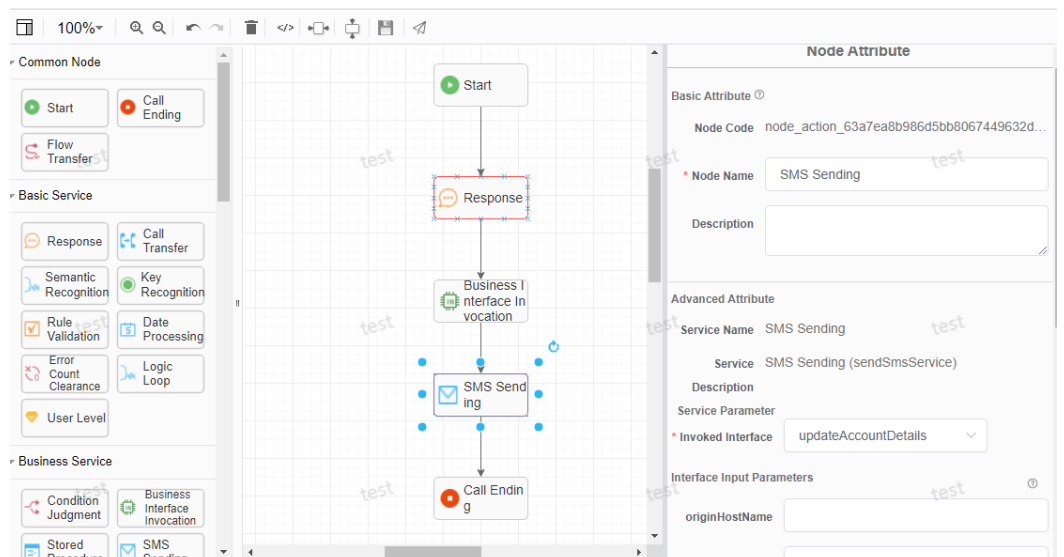 100%
Common Node
Start
Call
Ending
Flow
Transfer
Basic Service
Response
Call
Transfer
Semantic
Recognition
Key
Recognition
Rule
Validation
Date
Processing
Error
Count
Clearance
Logic
Loop
User Level
Business Service
Condition
Judgment
Business
Interface
Invocation
Stored
Procedure
SMS
Sending
Start
Response
Business I
nterface In
vocation
SMS Send
ing
Call Endin
g
test
test
test
test
test
test
test
test
test
test
test
test
Node Attribute
Basic Attribute
Node Code node_action_63a7ea8b986d5bb8067449632d...
* Node Name SMS Sending
Description
Advanced Attribute
Service Name SMS Sending
Service SMS Sending (sendSmsService)
Description
Service Parameter
* Invoked Interface updateAccountDetails
Interface Input Parameters
originHostName